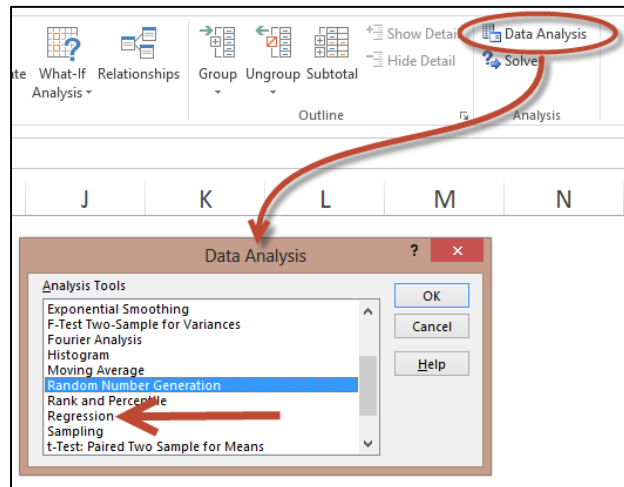 Show Detail
Data Analysis
What-If Relationships Group Ungroup Subtotal
Hide Detail
Analysis
Outline
Analysis
J K L M N
Data Analysis ?
Analysis Tools
OK
Cancel
Help
Exponential Smoothing
F-Test Two-Sample for Variances
Fourier Analysis
Histogram
Moving Average
Random Number Generation
Rank and Percentile
Regression
Sampling
t-Test: Paired Two Sample for Means